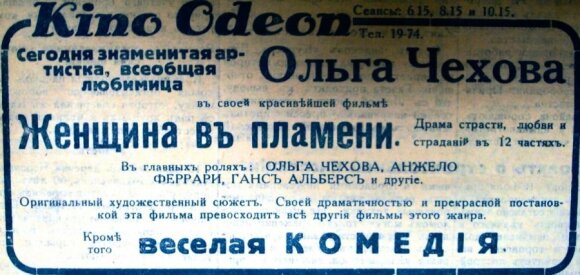 Kino Odeon
Сеансы: 6.15, 8.15 и 10.15.
Тел. 19-74.
Сегодня знаменитая ар-
тистка, всеобщая
любимица
Ольга Чехова
въ своей красивѣйшей фильмѣ
Женщина въ пламени.
Драма страсти, любви и
страданій въ 12 частяхъ.
Въ главныхъ роляхъ: ОЛЬГА ЧЕХОВА, АНЖЕЛО
ФЕРРАРИ, ГАНСЪ АЛЬБЕРСЪ и другіе.
Оригинальный художественный сюжетъ. Своей драматичностью и прекрасной постановк
ой эта фильма превосходитъ всѣ другія фильмы этого жанра.
Кромѣ
того
веселая КОМЕДІЯ.